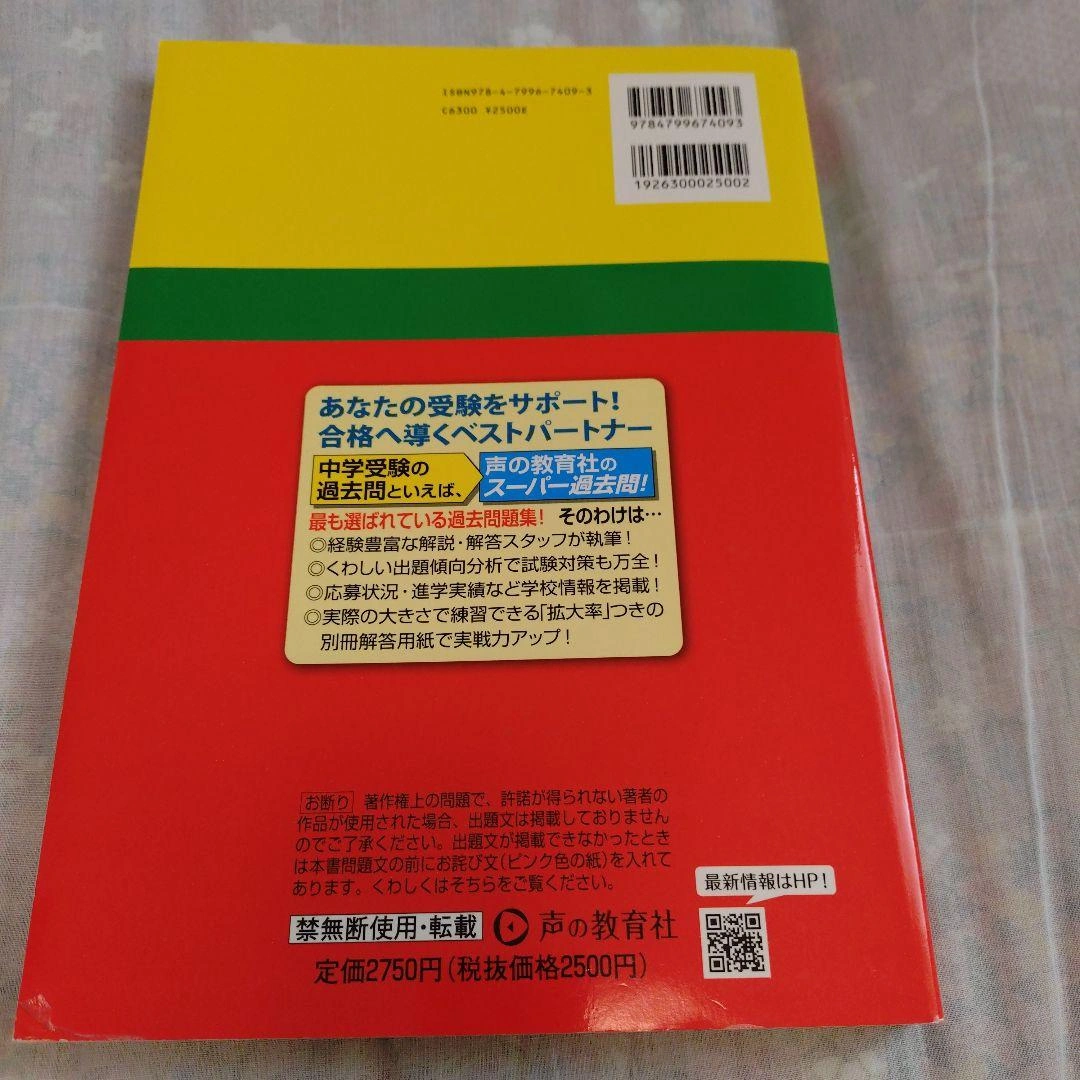 ISBN978-4-7996-7409-3
C6300 ¥2500E
9784799674093
1926300025002
あなたの受験をサポート!
合格へ導くベストパートナー
中学受験の
過去問といえば、
声の教育社の
スーパー過去問!
最も選ばれている過去問題集! そのわけは…
◎経験豊富な解説・解答スタッフが執筆!
◎くわしい出題傾向分析で試験対策も万全!
◎応募状況・進学実績など学校情報を掲載!
◎実際の大きさで練習できる「拡大率」つきの
別冊解答用紙で実戦力アップ!
お断り 著作権上の問題で、許諾が得られない著者の
作品が使用された場合、出題文は掲載しておりません
のでご了承ください。出題文が掲載できなかったとき
は本書問題文の前にお詫び文(ピンク色の紙)を入れて
あります。くわしくはそちらをご覧ください。
最新情報はHP!
禁無断使用・転載 声の教育社
定価2750円(税抜価格2500円)